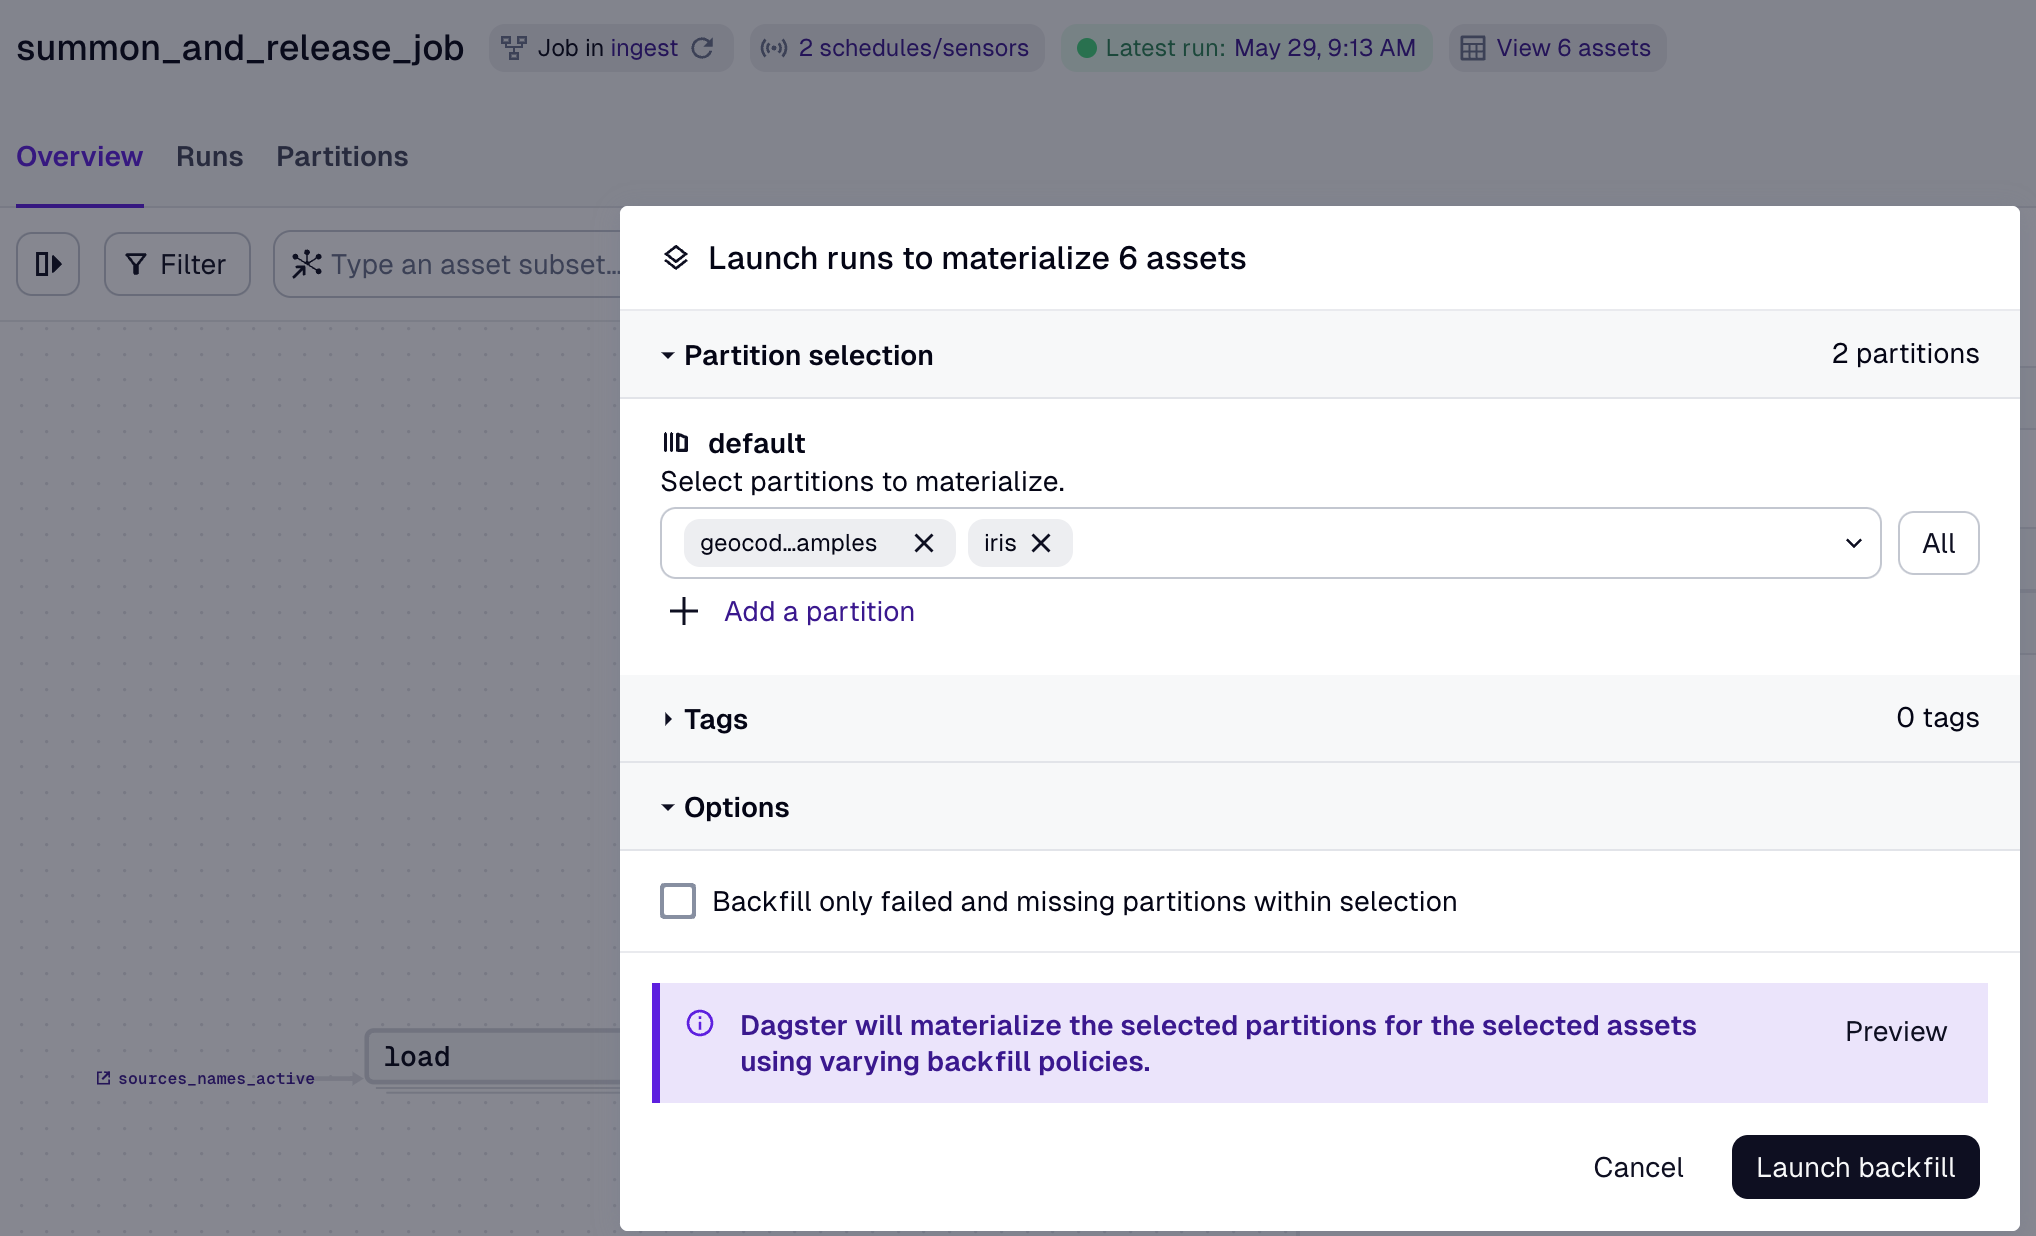 summon_and_release_job
Job in ingest
2 schedules/sensors
Latest run: May 29, 9:13 AM
View 6 assets
Overview
Runs
Partitions
Filter
Type an asset subset…
Launch runs to materialize 6 assets
Partition selection
2 partitions
default
Select partitions to materialize.
geocod…amples
iris
All
Add a partition
Tags
0 tags
Options
Backfill only failed and missing partitions within selection
load
sources_names_active
Dagster will materialize the selected partitions for the selected assets
using varying backfill policies.
Preview
Cancel
Launch backfill